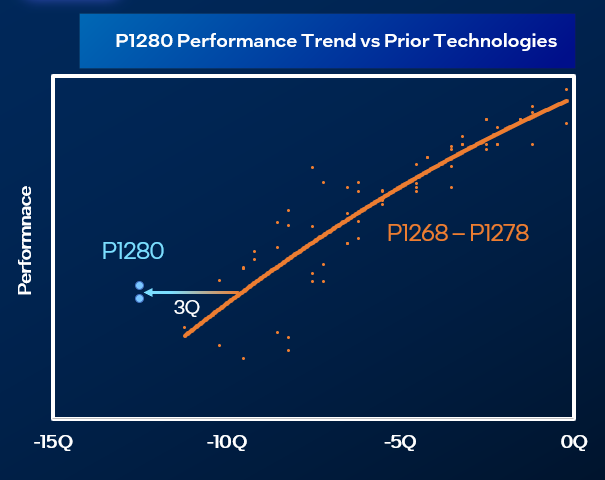 P1280 Performance Trend vs Prior Technologies
Performnace
P1280
P1268 – P1278
3Q
-15Q
-10Q
-5Q
0Q